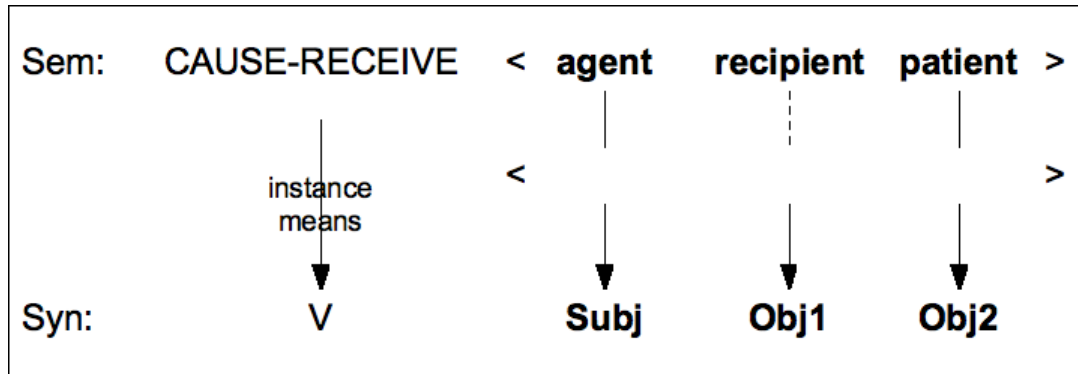 Sem: CAUSE-RECEIVE < agent recipient patient >
< >
instance
means
Syn: V Subj Obj1 Obj2